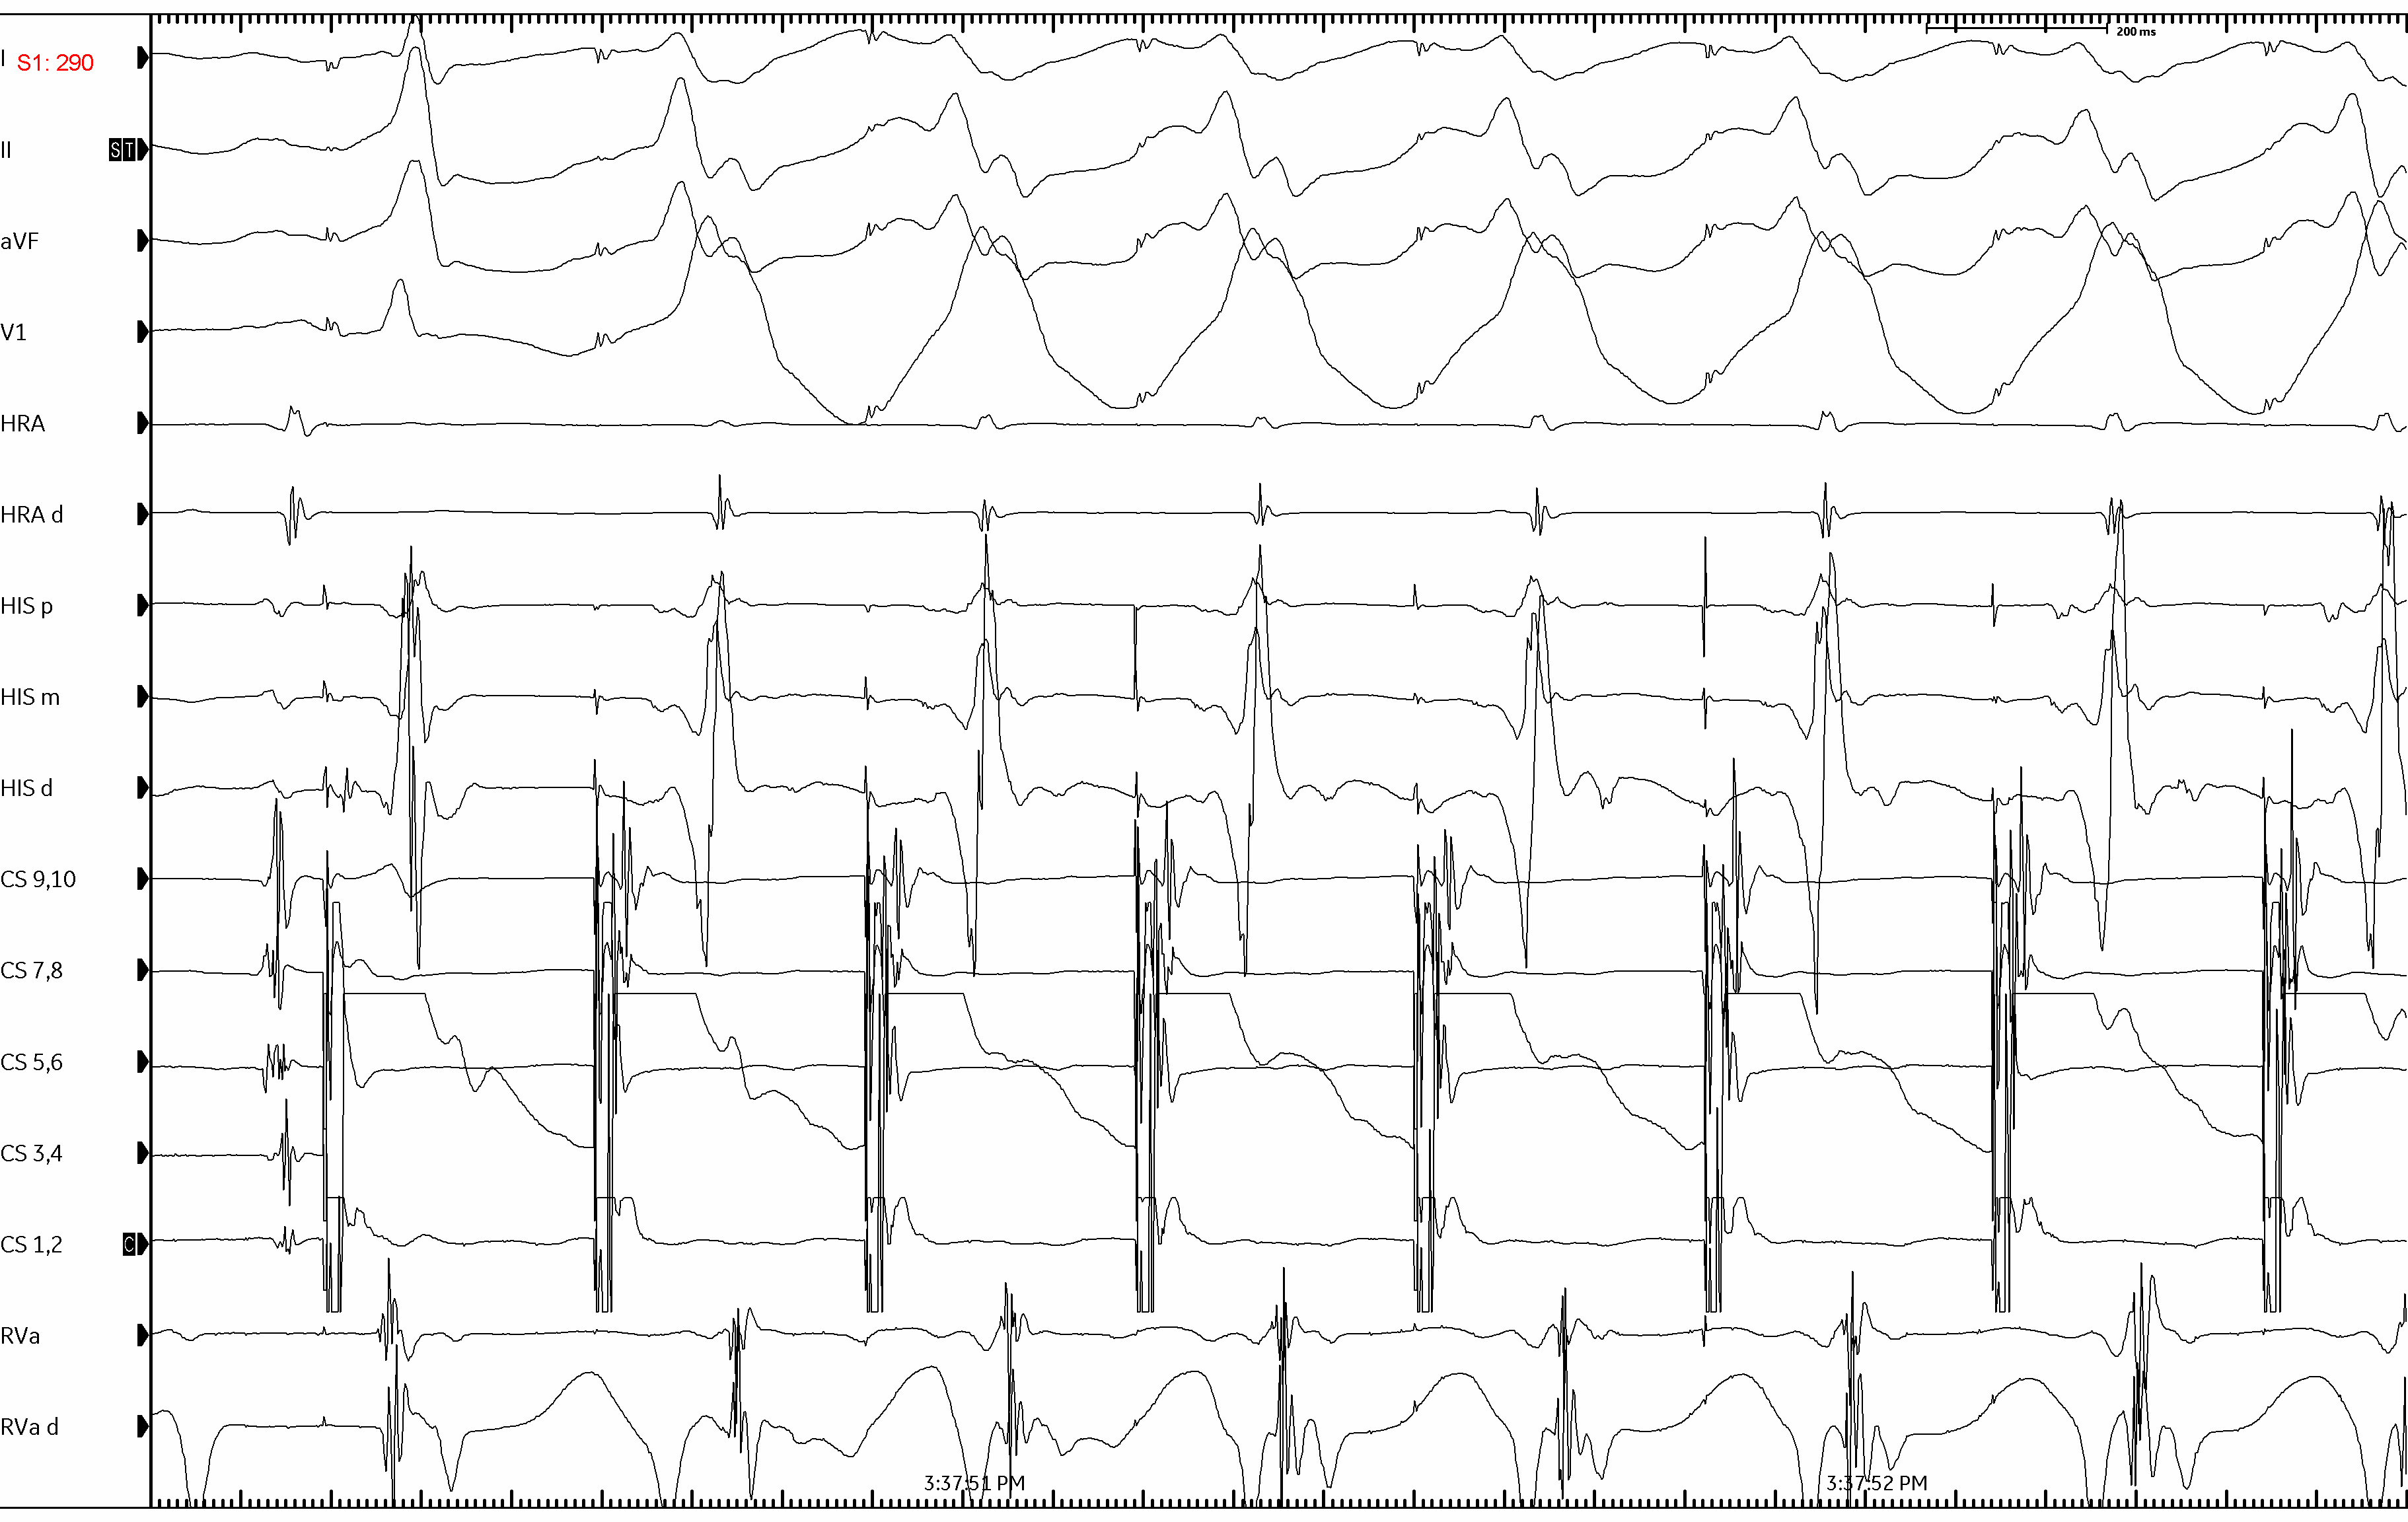 I S1: 290
200 ms
II ST
aVF
V1
HRA
HRA d
HIS p
HIS m
HIS d
CS 9,10
CS 7,8
CS 5,6
CS 3,4
CS 1,2 C
RVa
RVa d
3:37:51 PM 3:37:52 PM